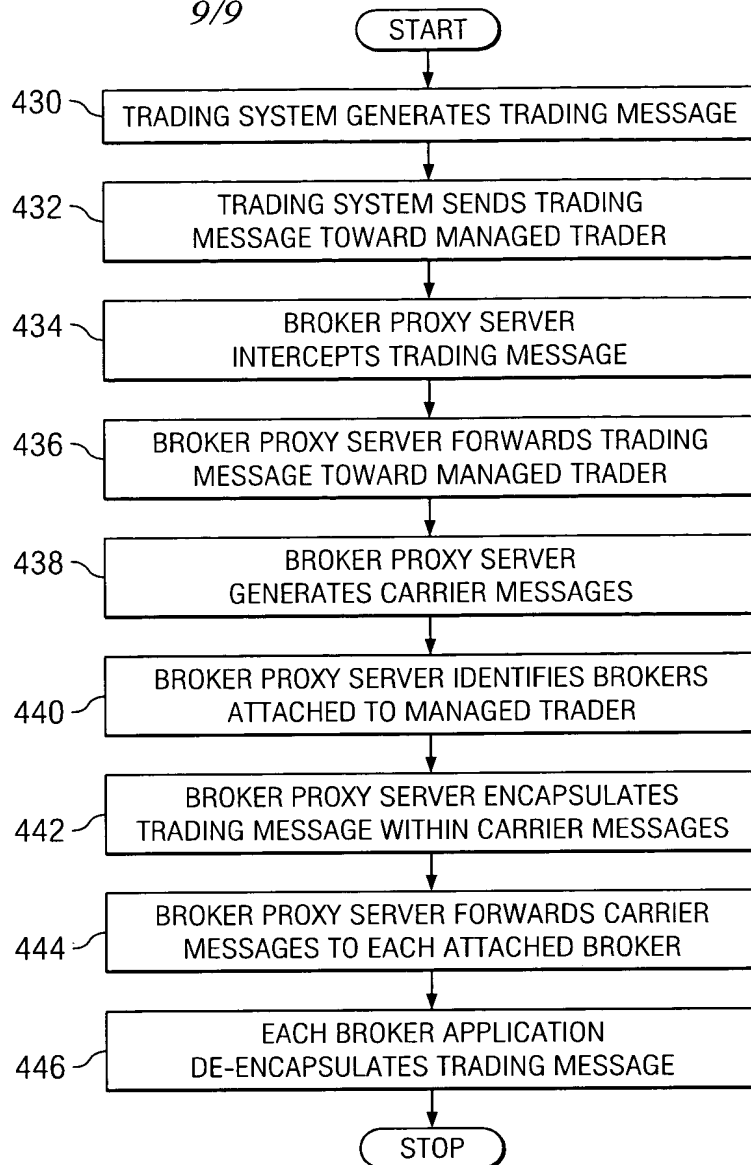 9/9
START
430
TRADING SYSTEM GENERATES TRADING MESSAGE
432
TRADING SYSTEM SENDS TRADING
MESSAGE TOWARD MANAGED TRADER
434
BROKER PROXY SERVER
INTERCEPTS TRADING MESSAGE
436
BROKER PROXY SERVER FORWARDS TRADING
MESSAGE TOWARD MANAGED TRADER
438
BROKER PROXY SERVER
GENERATES CARRIER MESSAGES
440
BROKER PROXY SERVER IDENTIFIES BROKERS
ATTACHED TO MANAGED TRADER
442
BROKER PROXY SERVER ENCAPSULATES
TRADING MESSAGE WITHIN CARRIER MESSAGES
444
BROKER PROXY SERVER FORWARDS CARRIER
MESSAGES TO EACH ATTACHED BROKER
446
EACH BROKER APPLICATION
DE-ENCAPSULATES TRADING MESSAGE
STOP